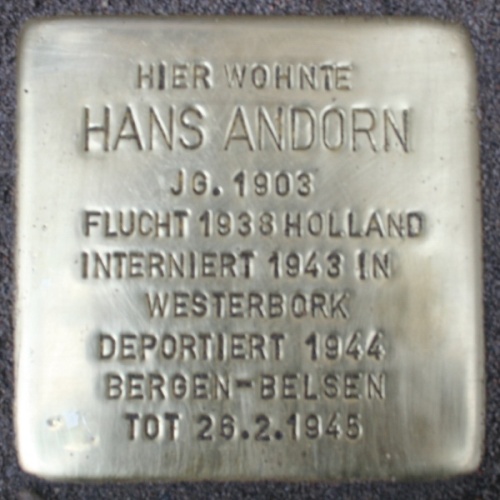 HIER WOHNTE
HANS ANDORN
JG. 1903
FLUCHT 1938 HOLLAND
INTERNIERT 1943 IN
WESTERBORK
DEPORTIERT 1944
BERGEN-BELSEN
TOT 26.2.1945